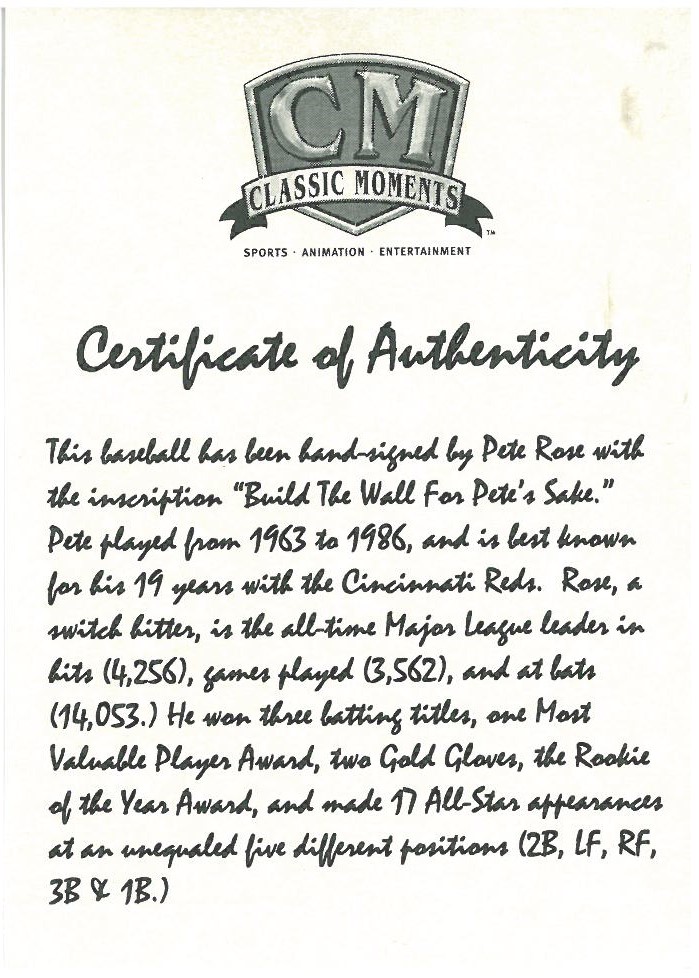 CM
CLASSIC MOMENTS
TM
SPORTS · ANIMATION · ENTERTAINMENT
Certificate of Authenticity
This baseball has been hand-signed by Pete Rose with
the inscription “Build The Wall For Pete's Sake.”
Pete played from 1963 to 1986, and is best known
for his 19 years with the Cincinnati Reds. Rose, a
switch hitter, is the all-time Major League leader in
hits (4,256), games played (3,562), and at bats
(14,053.) He won three batting titles, one Most
Valuable Player Award, two Gold Gloves, the Rookie
of the Year Award, and made 17 All-Star appearances
at an unequaled five different positions (2B, LF, RF,
3B & 1B.)